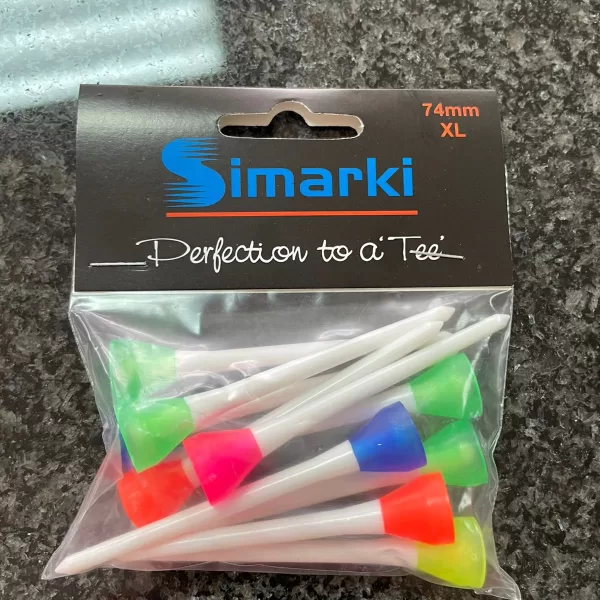 74mm
XL
Simarki
Perfection to a 'Tee'